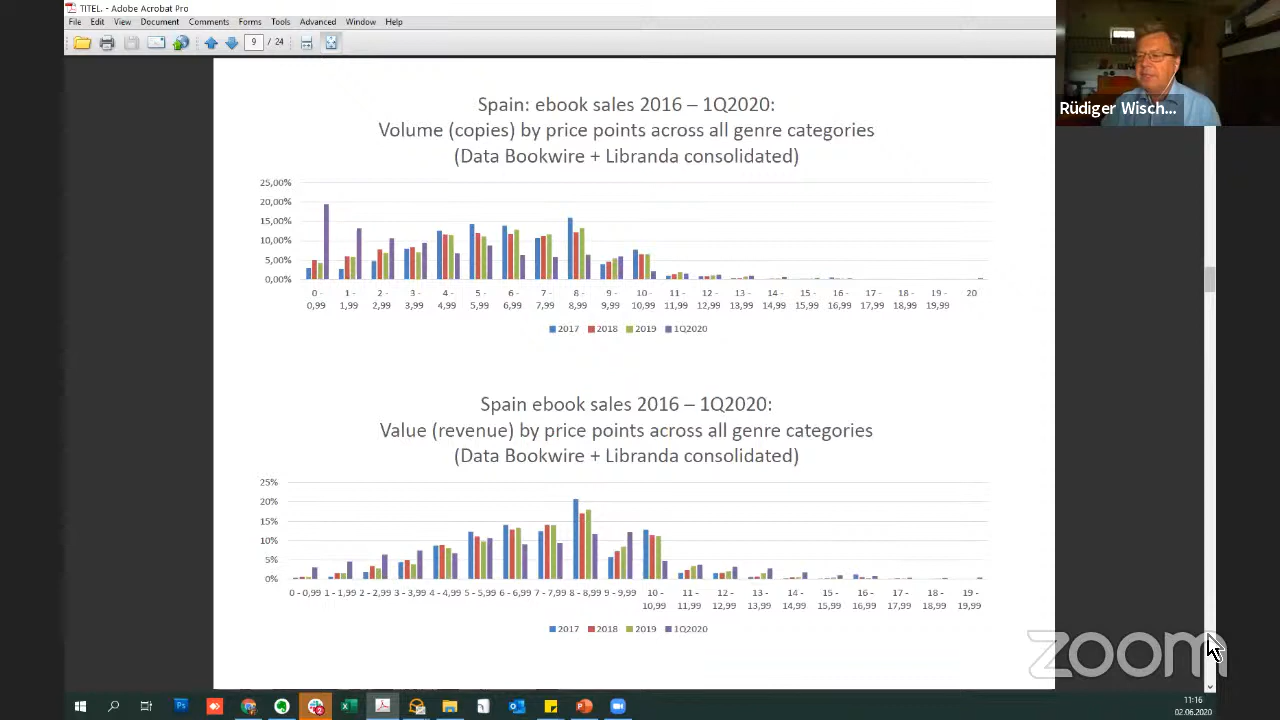 TITEL. - Adobe Acrobat Pro
File Edit View Document Comments Forms Tools Advanced Window Help
9 / 24
Rüdiger Wisch...
Spain: ebook sales 2016 – 1Q2020:
Volume (copies) by price points across all genre categories
(Data Bookwire + Libranda consolidated)
25,00%
20,00%
15,00%
10,00%
5,00%
0,00%
0 - 1 - 2 - 3 - 4 - 5 - 6 - 7 - 8 - 9 - 10 - 11 - 12 - 13 - 14 - 15 - 16 - 17 - 18 - 19 - 20
0,99 1,99 2,99 3,99 4,99 5,99 6,99 7,99 8,99 9,99 10,99 11,99 12,99 13,99 14,99 15,99 16,99 17,99 18,99 19,99
2017 2018 2019 1Q2020
Spain ebook sales 2016 – 1Q2020:
Value (revenue) by price points across all genre categories
(Data Bookwire + Libranda consolidated)
25%
20%
15%
10%
5%
0%
0 - 0,99 1 - 1,99 2 - 2,99 3 - 3,99 4 - 4,99 5 - 5,99 6 - 6,99 7 - 7,99 8 - 8,99 9 - 9,99 10 - 11 - 12 - 13 - 14 - 15 - 16 - 17 - 18 - 19 -
10,99 11,99 12,99 13,99 14,99 15,99 16,99 17,99 18,99 19,99
2017 2018 2019 1Q2020
zoom
11:16
02.06.2020